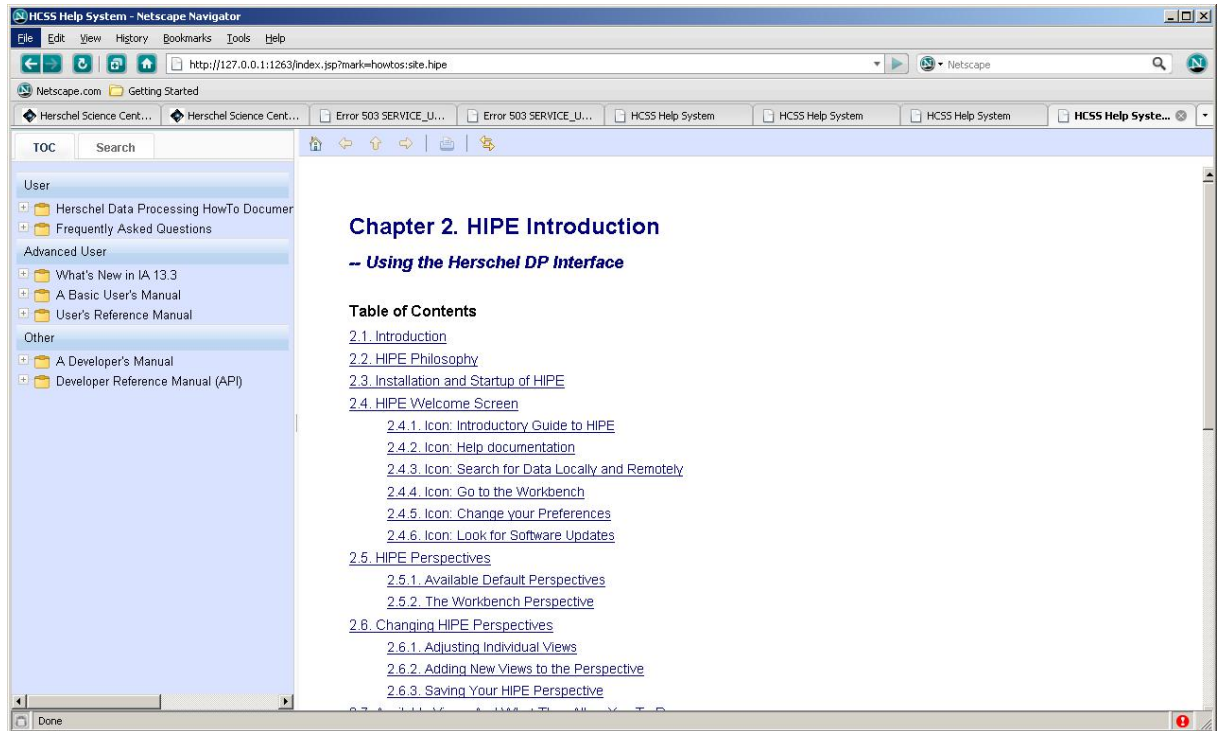 HCSS Help System - Netscape Navigator
File Edit View History Bookmarks Tools Help
http://127.0.0.1:1263/index.jsp?mark=howtos:site.hipe
Netscape
Netscape.com Getting Started
Herschel Science Cent... Herschel Science Cent... Error 503 SERVICE_U... Error 503 SERVICE_U... HCSS Help System HCSS Help System HCSS Help System HCSS Help Syste...
TOC Search
User
Herschel Data Processing HowTo Documer
Frequently Asked Questions
Advanced User
What's New in IA 13.3
A Basic User's Manual
User's Reference Manual
Other
A Developer's Manual
Developer Reference Manual (API)
Chapter 2. HIPE Introduction
-- Using the Herschel DP Interface
Table of Contents
2.1. Introduction
2.2. HIPE Philosophy
2.3. Installation and Startup of HIPE
2.4. HIPE Welcome Screen
2.4.1. Icon: Introductory Guide to HIPE
2.4.2. Icon: Help documentation
2.4.3. Icon: Search for Data Locally and Remotely
2.4.4. Icon: Go to the Workbench
2.4.5. Icon: Change your Preferences
2.4.6. Icon: Look for Software Updates
2.5. HIPE Perspectives
2.5.1. Available Default Perspectives
2.5.2. The Workbench Perspective
2.6. Changing HIPE Perspectives
2.6.1. Adjusting Individual Views
2.6.2. Adding New Views to the Perspective
2.6.3. Saving Your HIPE Perspective
Done